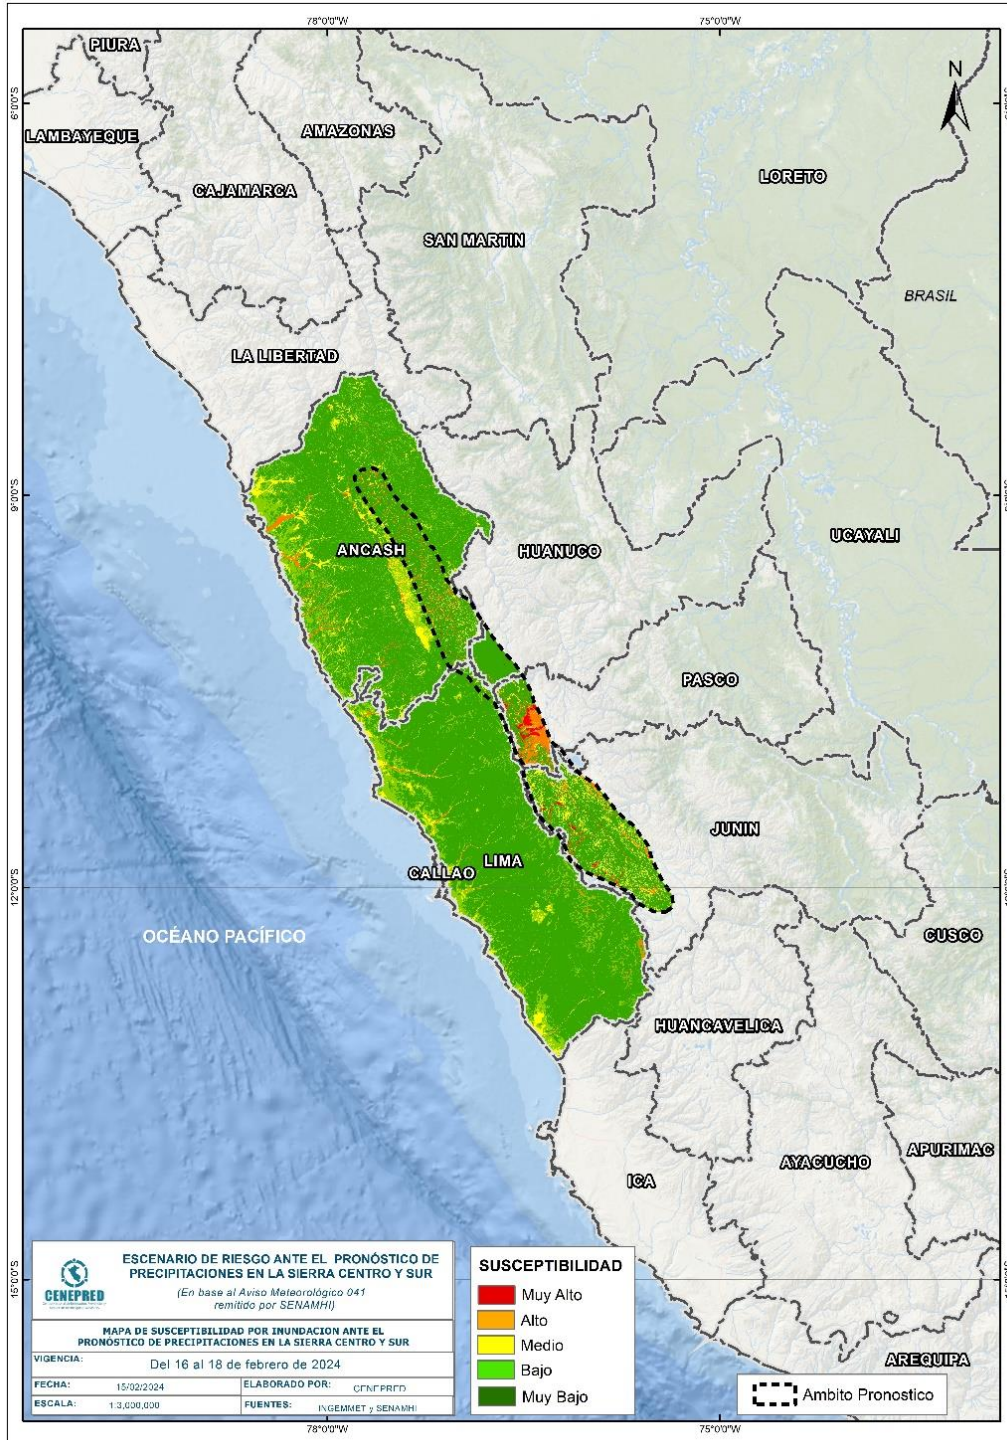 78°0'0"W
75°0'0"W
PIURA
N
6°0'0"S
AMAZONAS
LAMBAYEQUE
LORETO
CAJAMARCA
SAN MARTIN
BRASIL
LA LIBERTAD
9°0'0"S
UCAYALI
ANCASH
HUANUCO
PASCO
JUNIN
LIMA
CALLAO
12°0'0"S
OCÉANO PACÍFICO
CUSCO
HUANCAVELICA
APURIMAC
AYACUCHO
ICA
15°0'0"S
AREQUIPA
CENEPRED
ESCENARIO DE RIESGO ANTE EL PRONÓSTICO DE
PRECIPITACIONES EN LA SIERRA CENTRO Y SUR
(En base al Aviso Meteorológico 041
remitido por SENAMHI)
MAPA DE SUSCEPTIBILIDAD POR INUNDACION ANTE EL
PRONÓSTICO DE PRECIPITACIONES EN LA SIERRA CENTRO Y SUR
VIGENCIA: Del 16 al 18 de febrero de 2024
FECHA: 15/02/2024 ELABORADO POR: CENEPRED
ESCALA: 1:3,000,000 FUENTES: INGEMMET y SENAMHI
SUSCEPTIBILIDAD
Muy Alto
Alto
Medio
Bajo
Muy Bajo
Ambito Pronostico
78°0'0"W
75°0'0"W